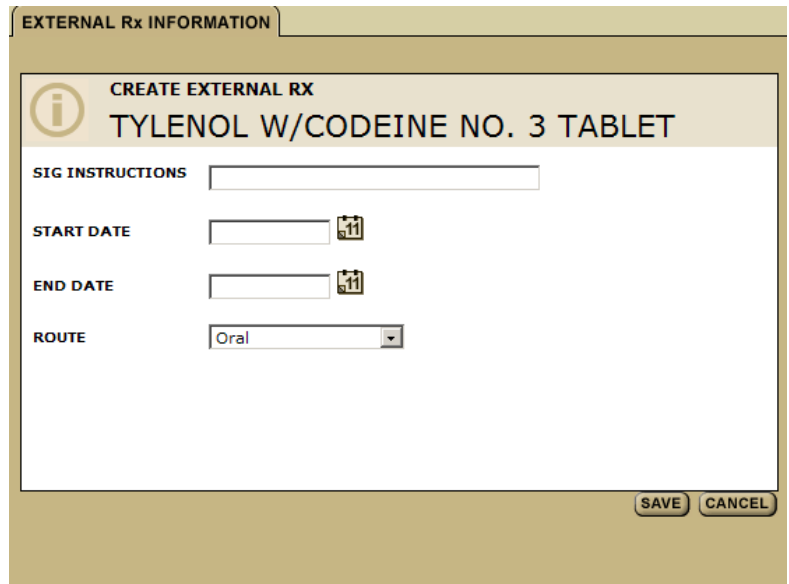 EXTERNAL Rx INFORMATION
CREATE EXTERNAL RX
TYLENOL W/CODEINE NO. 3 TABLET
SIG INSTRUCTIONS
START DATE
11
END DATE
11
ROUTE
Oral
SAVE
CANCEL